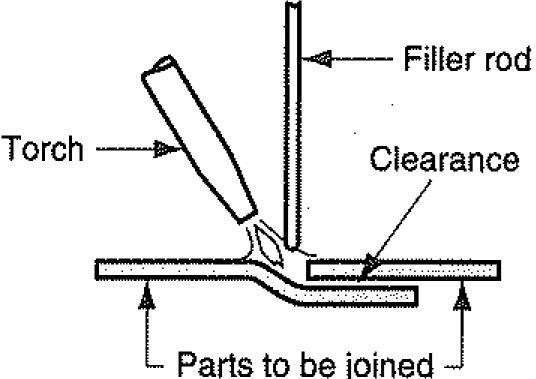 Filler rod
Torch
Clearance
Parts to be joined